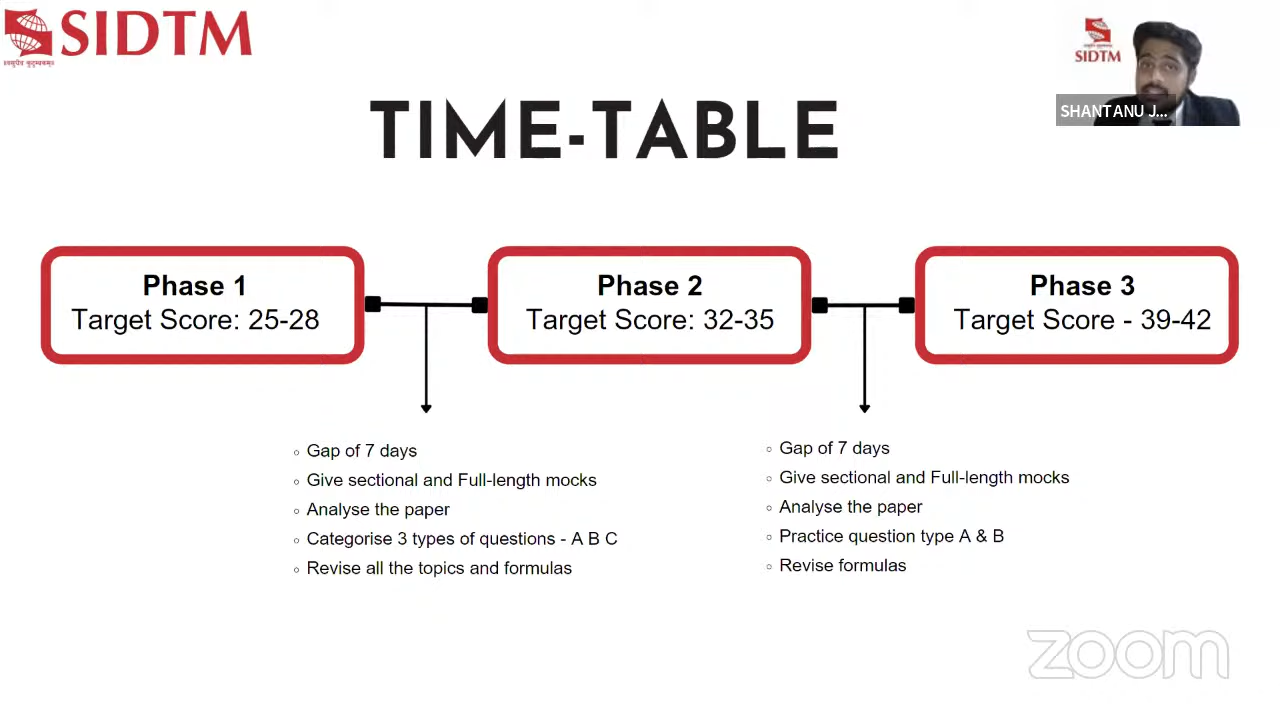 SIDTM
॥वसुधैव कुटुम्बकम्॥
SIDTM
SHANTANU J...
TIME-TABLE
Phase 1
Target Score: 25-28
Phase 2
Target Score: 32-35
Phase 3
Target Score - 39-42
Gap of 7 days
Give sectional and Full-length mocks
Analyse the paper
Categorise 3 types of questions - A B C
Revise all the topics and formulas
Gap of 7 days
Give sectional and Full-length mocks
Analyse the paper
Practice question type A & B
Revise formulas
zoom